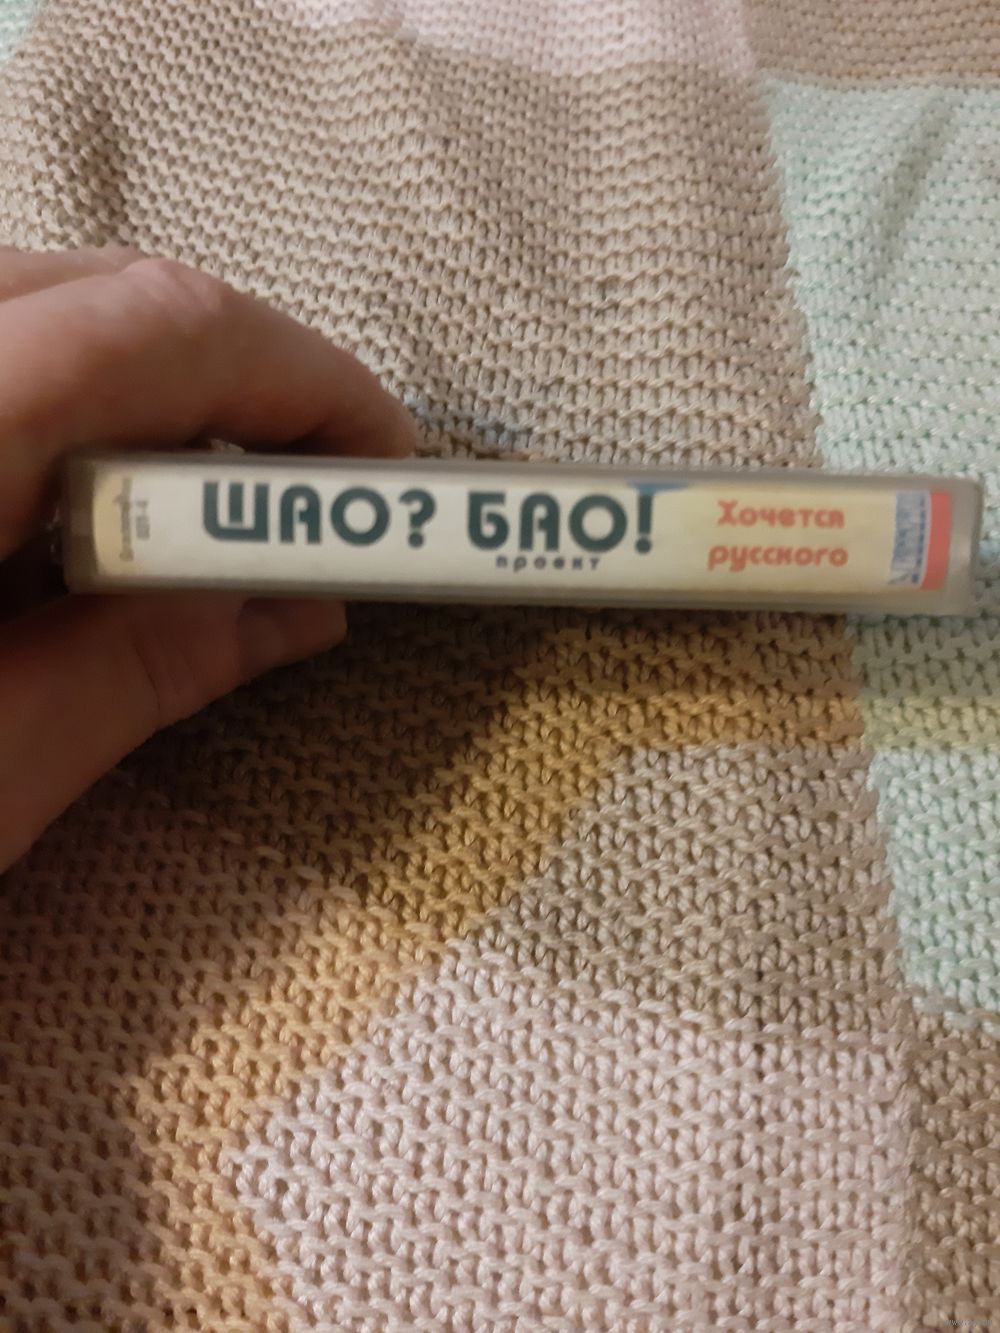 ШАО? БАО!
проект
Хочется
русского